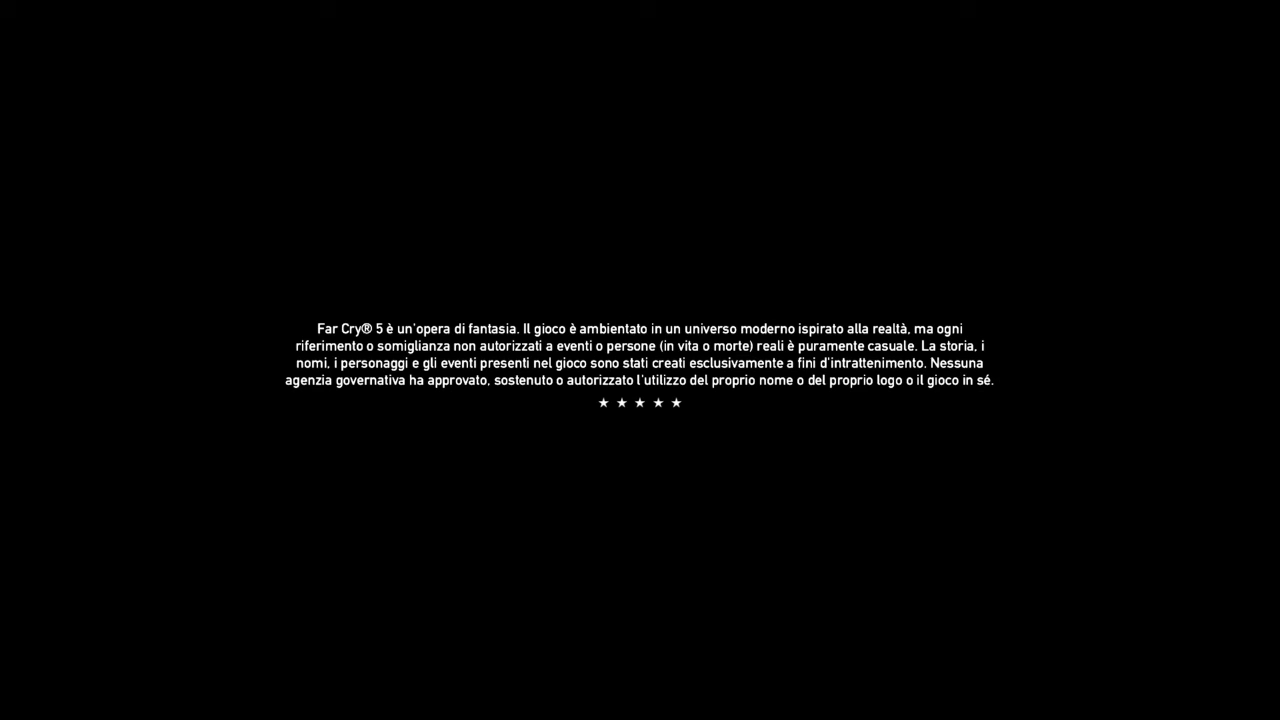 Far Cry® 5 è un'opera di fantasia. Il gioco è ambientato in un universo moderno ispirato alla realtà, ma ogni
riferimento o somiglianza non autorizzati a eventi o persone (in vita o morte) reali è puramente casuale. La storia, i
nomi, i personaggi e gli eventi presenti nel gioco sono stati creati esclusivamente a fini d'intrattenimento. Nessuna
agenzia governativa ha approvato, sostenuto o autorizzato l'utilizzo del proprio nome o del proprio logo o il gioco in sé.
★ ★ ★ ★ ★